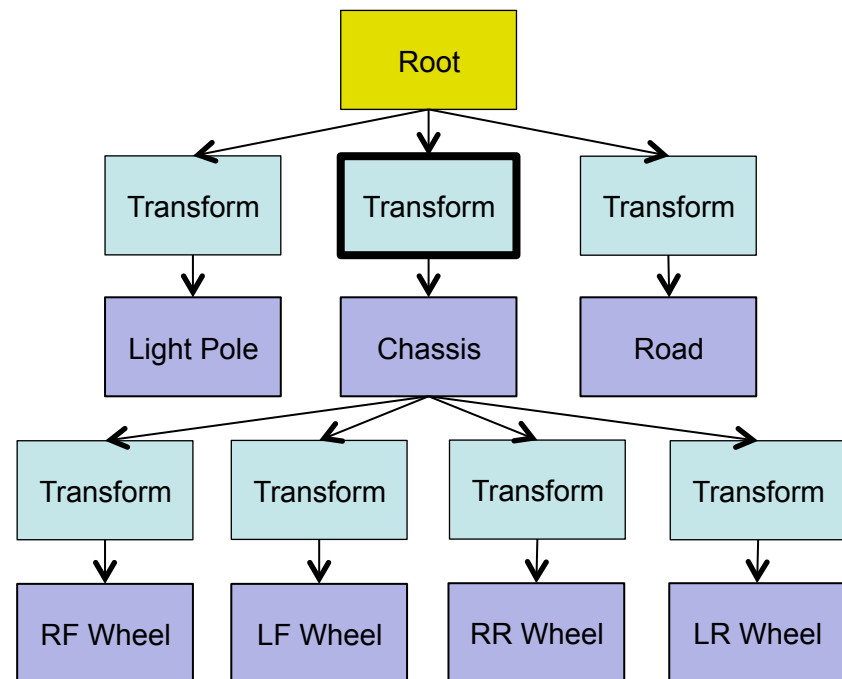 Root
Transform
Transform
Transform
Light Pole
Chassis
Road
Transform
Transform
Transform
Transform
RF Wheel
LF Wheel
RR Wheel
LR Wheel